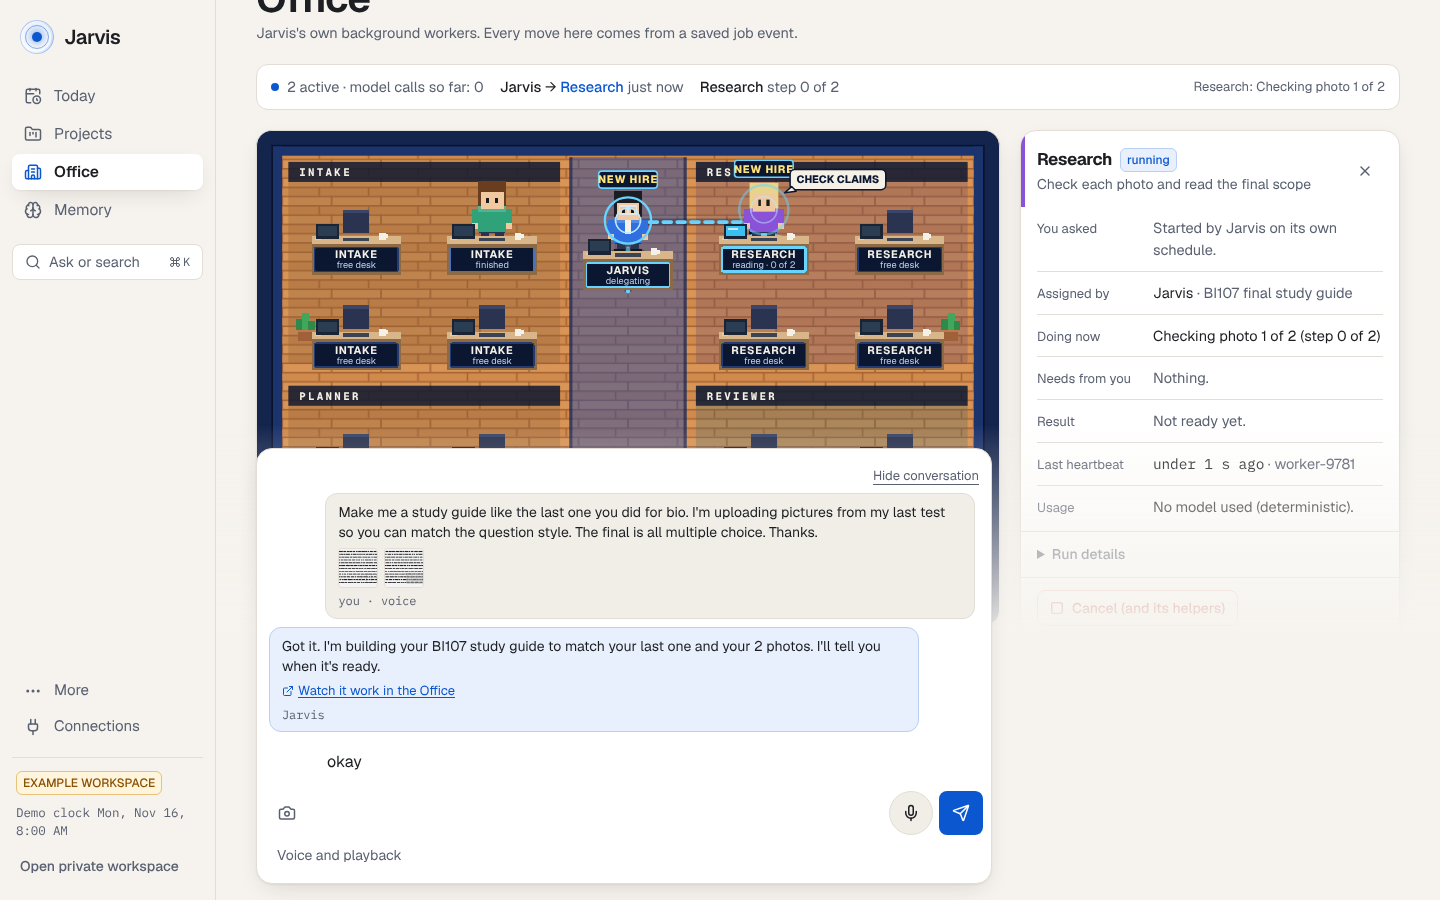 Jarvis
Today
Projects
Office
Memory
Ask or search ⌘ K
More
Connections
EXAMPLE WORKSPACE
Demo clock Mon, Nov 16,
8:00 AM
Open private workspace
Office
Jarvis's own background workers. Every move here comes from a saved job event.
2 active · model calls so far: 0 Jarvis → Research just now Research step 0 of 2 Research: Checking photo 1 of 2
INTAKE
NEW HIRE
RES
NEW HIRE
CHECK CLAIMS
INTAKE
free desk
INTAKE
finished
JARVIS
delegating
RESEARCH
reading · 0 of 2
RESEARCH
free desk
INTAKE
free desk
INTAKE
free desk
RESEARCH
free desk
RESEARCH
free desk
PLANNER
REVIEWER
Hide conversation
Make me a study guide like the last one you did for bio. I'm uploading pictures from my last test
so you can match the question style. The final is all multiple choice. Thanks.
you · voice
Got it. I'm building your BI107 study guide to match your last one and your 2 photos. I'll tell you
when it's ready.
Watch it work in the Office
Jarvis
okay
Voice and playback
Research running
Check each photo and read the final scope
You asked Started by Jarvis on its own
schedule.
Assigned by Jarvis · BI107 final study guide
Doing now Checking photo 1 of 2 (step 0 of 2)
Needs from you Nothing.
Result Not ready yet.
Last heartbeat under 1 s ago · worker-9781
Usage No model used (deterministic).
Run details
Cancel (and its helpers)